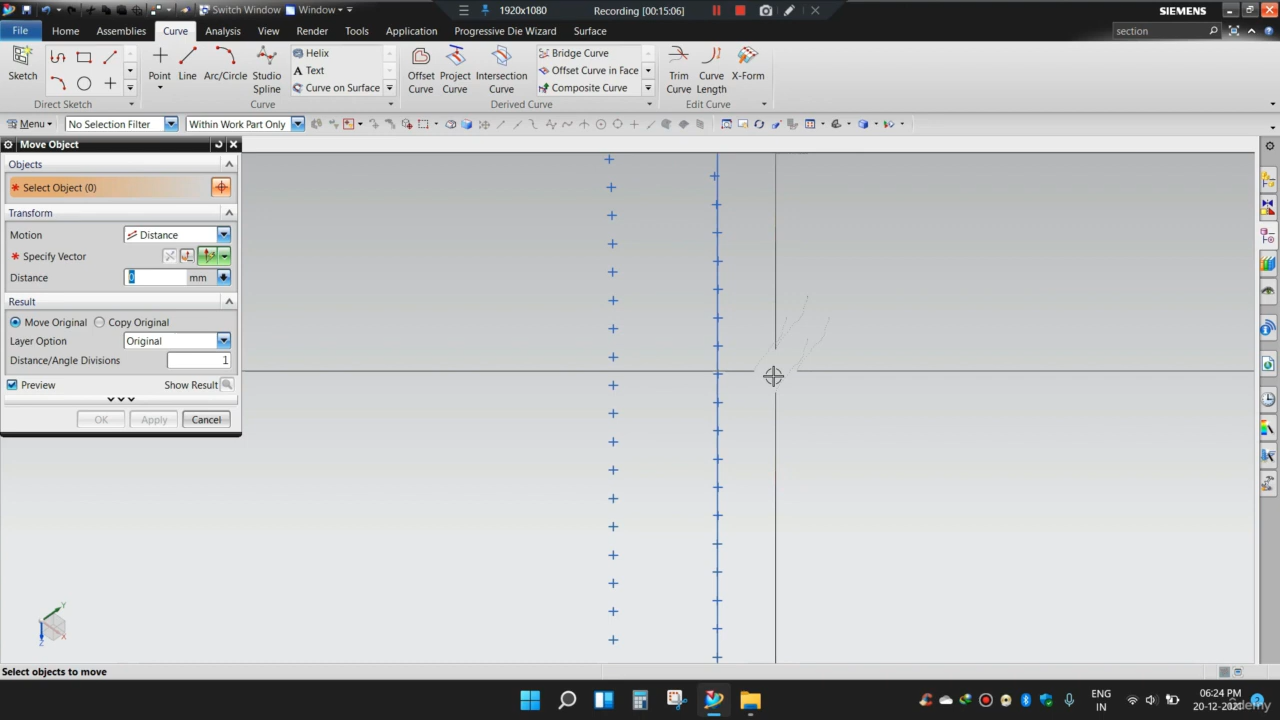 Switch Window
Window
1920x1080
Recording [00:15:06]
SIEMENS
File
Home
Assemblies
Curve
Analysis
View
Render
Tools
Application
Progressive Die Wizard
Surface
section
Sketch
Direct Sketch
Point
Line
Arc/Circle
Studio
Spline
Helix
Text
Curve on Surface
Curve
Offset
Curve
Project
Curve
Intersection
Curve
Bridge Curve
Offset Curve in Face
Composite Curve
Derived Curve
Trim
Curve
Curve
Length
X-Form
Edit Curve
Menu
No Selection Filter
Within Work Part Only
Move Object
Objects
* Select Object (0)
Transform
Motion
Distance
* Specify Vector
Distance
0
mm
Result
Move Original
Copy Original
Layer Option
Original
Distance/Angle Divisions
1
Preview
Show Result
OK
Apply
Cancel
Y
Z
X
Select objects to move
ENG
IN
06:24 PM
20-12-2021
2
Udemy